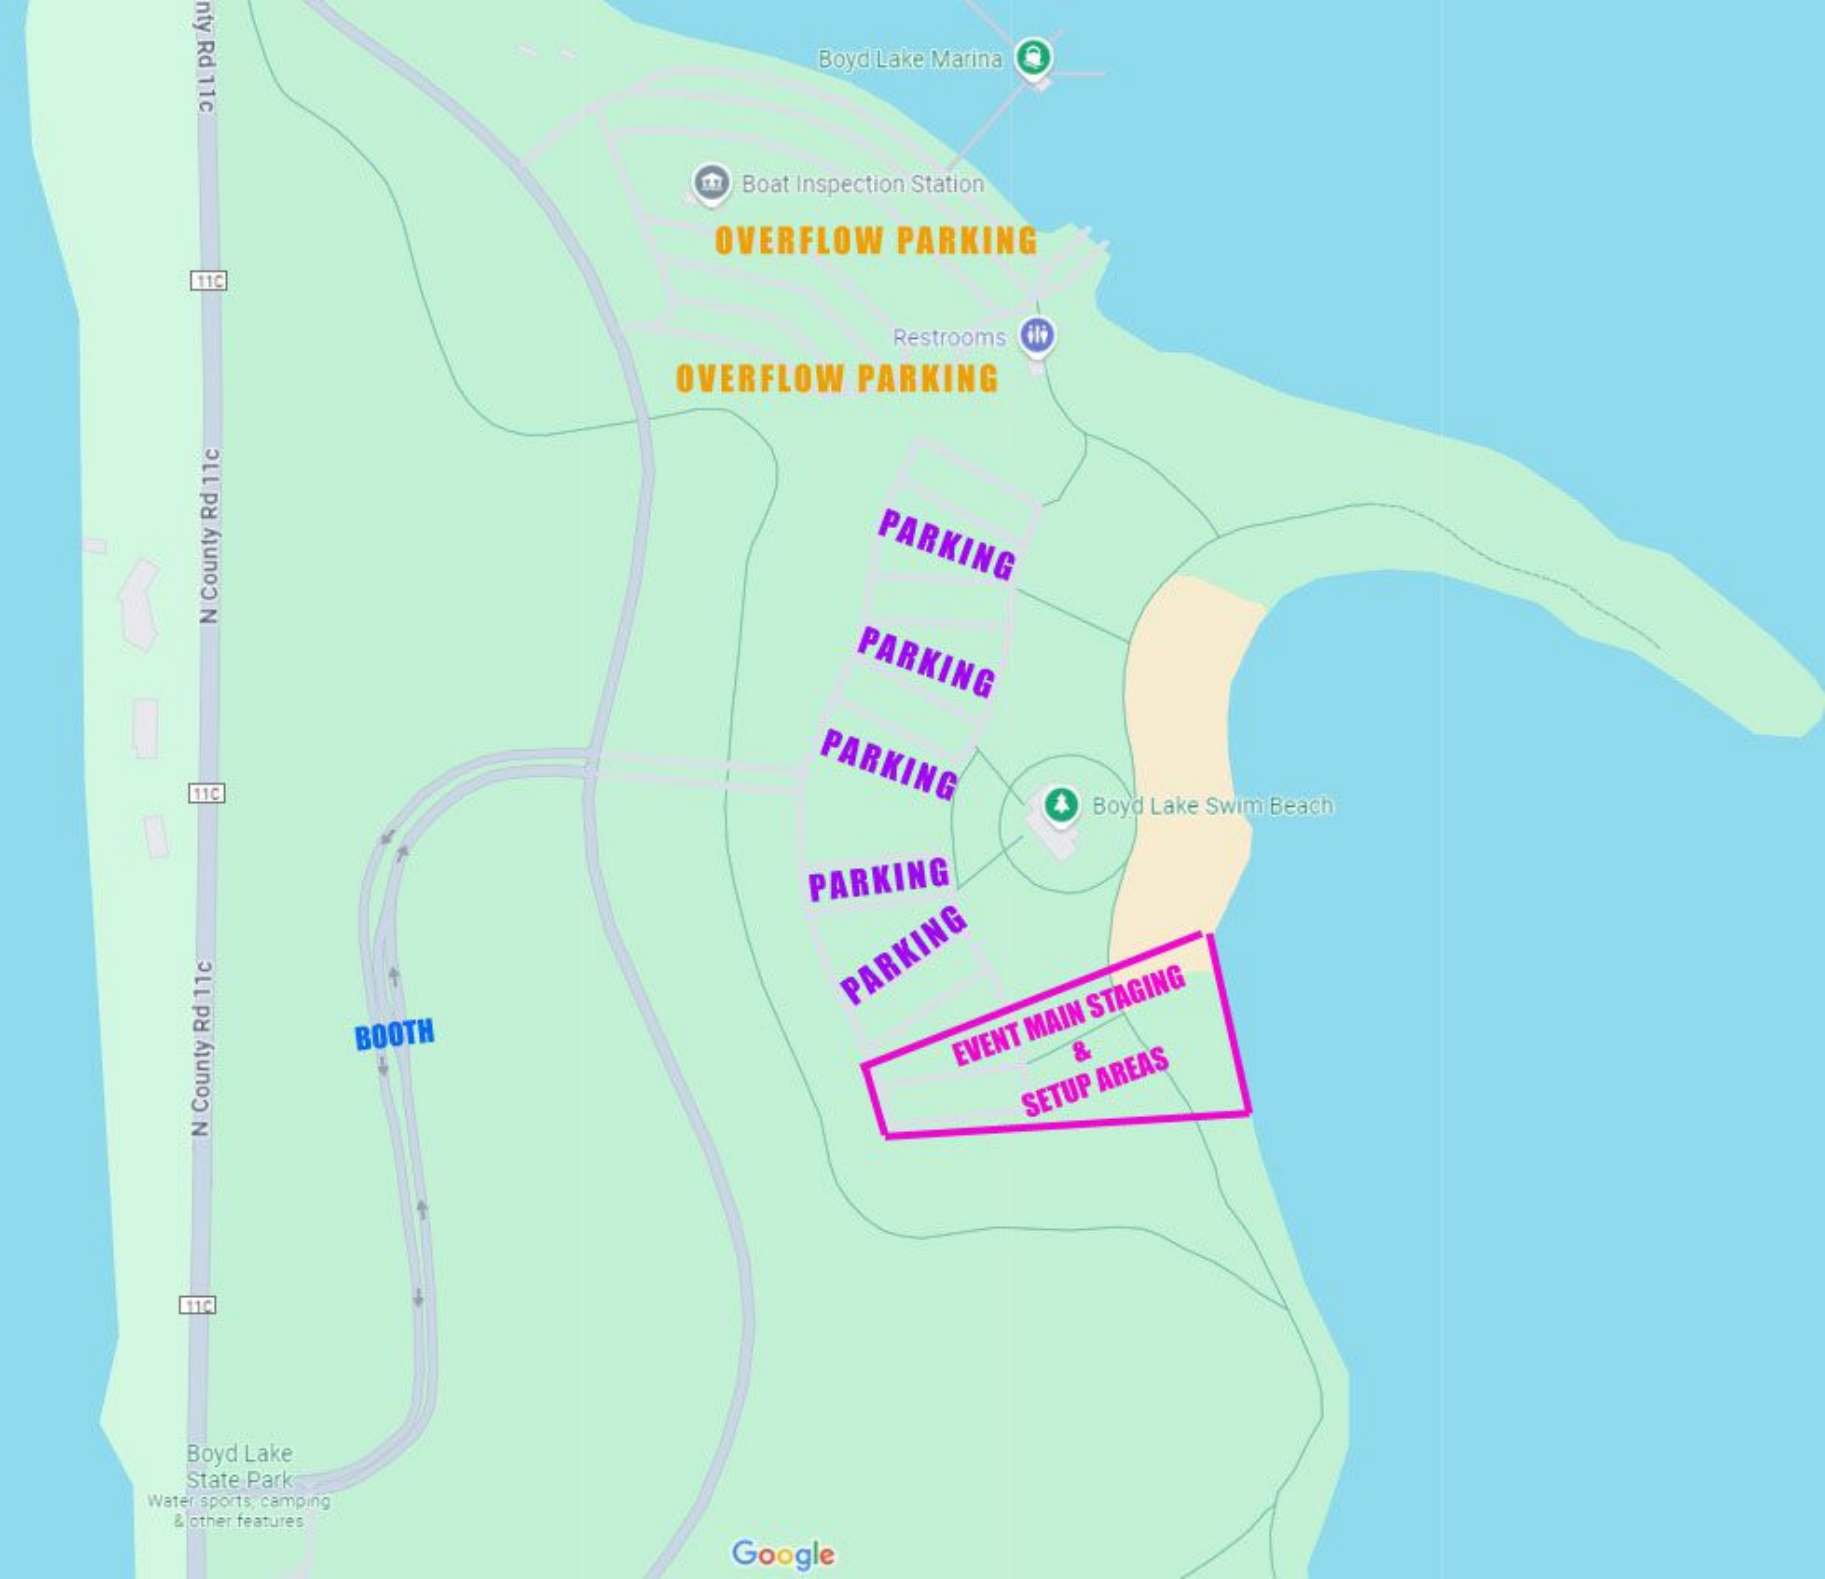 nty Rd 11c
Boyd Lake Marina
Boat Inspection Station
OVERFLOW PARKING
11C
Restrooms
OVERFLOW PARKING
N County Rd 11c
PARKING
PARKING
PARKING
11C
Boyd Lake Swim Beach
PARKING
PARKING
EVENT MAIN STAGING
&
SETUP AREAS
BOOTH
N County Rd 11c
11C
Boyd Lake
State Park
Water sports, camping
& other features
Google